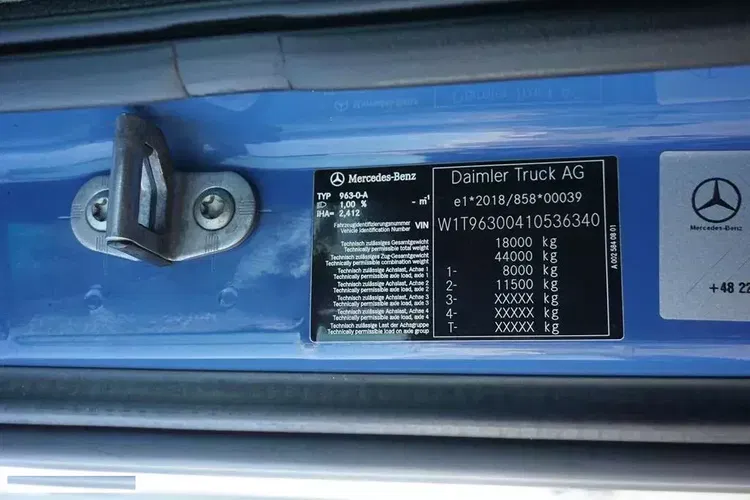 Mercedes-Benz
TYP 963-0-A
1,00 % - m⁻¹
IHA= 2,412
Daimler Truck AG
e1*2018/858*00039
Fahrzeugidentifizierungsnummer
Vehicle Identification Number VIN
W1T96300410536340
Technisch zulässiges Gesamtgewicht
Technically permissible total weight
18000 kg
Technisch zulässiges Zug-Gesamtgewicht
Technically permissible combination weight
44000 kg
Technisch zulässige Achslast, Achse 1
Technically permissible axle load, axle 1
1- 8000 kg
Technisch zulässige Achslast, Achse 2
Technically permissible axle load, axle 2
2- 11500 kg
Technisch zulässige Achslast, Achse 3
Technically permissible axle load, axle 3
3- XXXXX kg
Technisch zulässige Achslast, Achse 4
Technically permissible axle load, axle 4
4- XXXXX kg
Technisch zulässige Last der Achsgruppe
Technically permissible load on axle group
T- XXXXX kg
A 002 584 08 01
Mercedes-Benz
+48 22